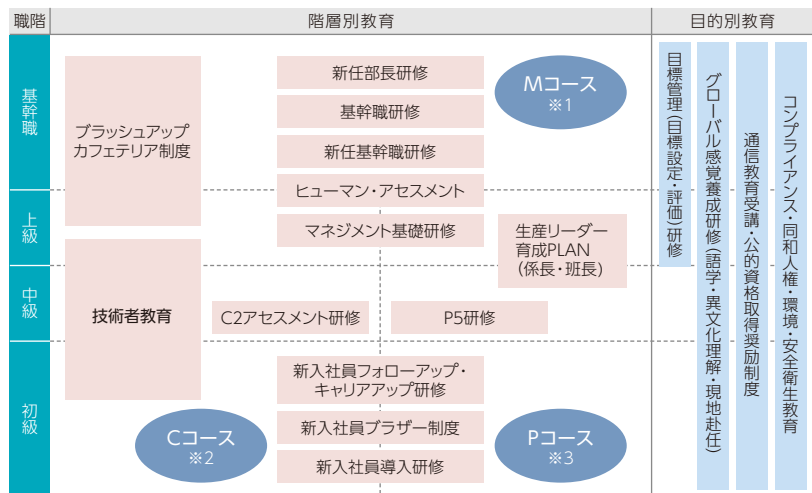 職階
階層別教育
目的別教育
基幹職
上級
中級
初級
ブラッシュアップ
カフェテリア制度
技術者教育
新任部長研修
基幹職研修
新任基幹職研修
ヒューマン・アセスメント
マネジメント基礎研修
Mコース
※1
生産リーダー
育成PLAN
(係長・班長)
C2アセスメント研修
P5研修
新入社員フォローアップ・
キャリアアップ研修
新入社員ブラザー制度
新入社員導入研修
Cコース
※2
Pコース
※3
目標管理(目標設定・評価)研修
グローバル感覚養成研修(語学・異文化理解・現地赴任)
通信教育受講・公的資格取得奨励制度
コンプライアンス・同和人権・環境・安全衛生教育